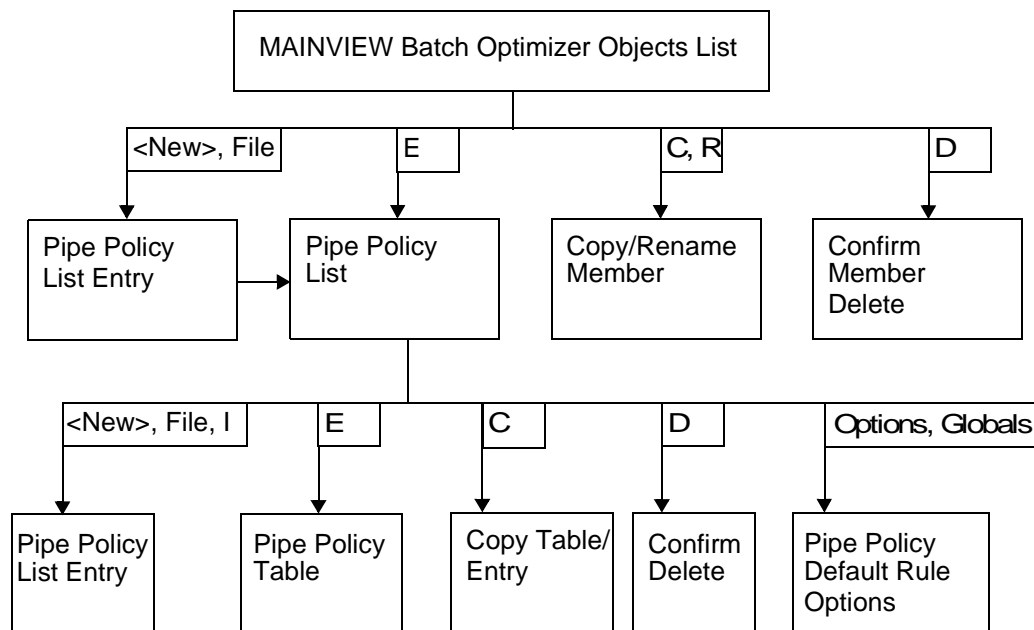 MAINVIEW Batch Optimizer Objects List
<New>, File
E
C, R
D
Pipe Policy
List Entry
Pipe Policy
List
Copy/Rename
Member
Confirm
Member
Delete
<New>, File, I
E
C
D
Options, Globals
Pipe Policy
List Entry
Pipe Policy
Table
Copy Table/
Entry
Confirm
Delete
Pipe Policy
Default Rule
Options